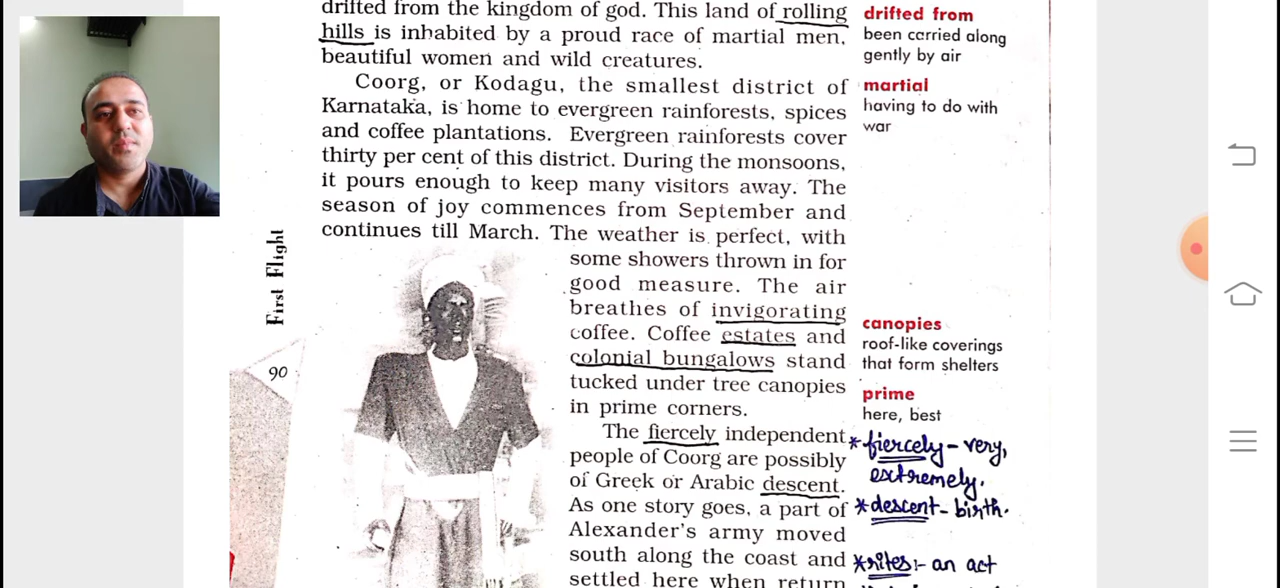 drifted from the kingdom of god. This land of rolling
hills is inhabited by a proud race of martial men,
beautiful women and wild creatures.
Coorg, or Kodagu, the smallest district of
Karnataka, is home to evergreen rainforests, spices
and coffee plantations. Evergreen rainforests cover
thirty per cent of this district. During the monsoons,
it pours enough to keep many visitors away. The
season of joy commences from September and
continues till March. The weather is perfect, with
some showers thrown in for
good measure. The air
breathes of invigorating
coffee. Coffee estates and
colonial bungalows stand
tucked under tree canopies
in prime corners.
The fiercely independent
people of Coorg are possibly
of Greek or Arabic descent.
As one story goes, a part of
Alexander's army moved
south along the coast and
settled here when return
drifted from
been carried along
gently by air
martial
having to do with
war
canopies
roof-like coverings
that form shelters
prime
here, best
*fiercely - very,
extremely.
*descent - birth.
*rites :- an act
First Flight
90